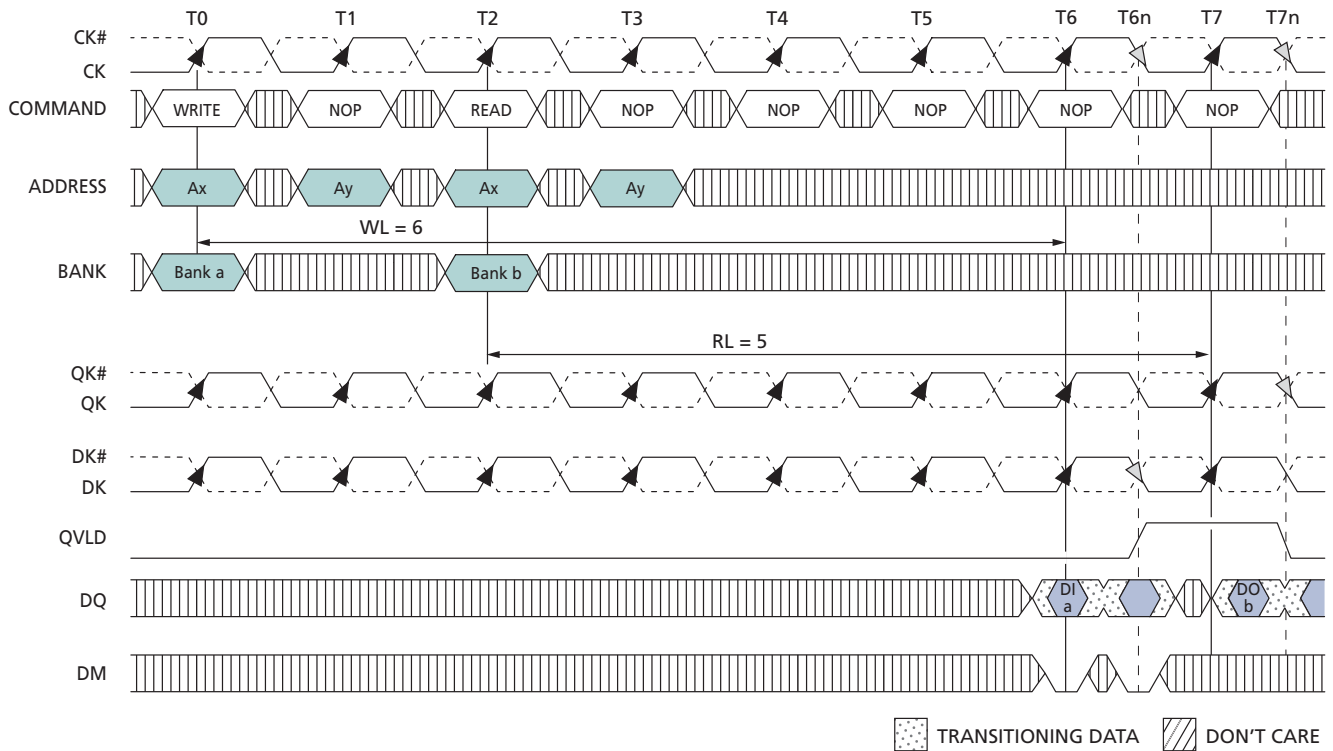 T0 T1 T2 T3 T4 T5 T6 T6n T7 T7n
CK#
CK
COMMAND WRITE NOP READ NOP NOP NOP NOP NOP
ADDRESS Ax Ay Ax Ay
WL = 6
BANK Bank a Bank b
RL = 5
QK#
QK
DK#
DK
QVLD
DQ DI a DO b
DM
TRANSITIONING DATA DON'T CARE